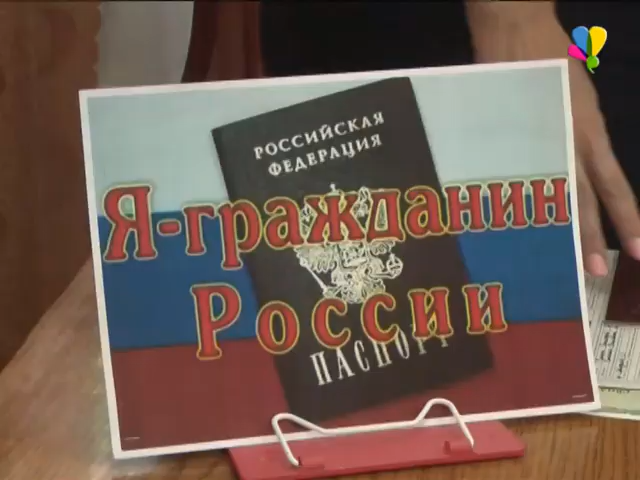 РОССИЙСКАЯ
ФЕДЕРАЦИЯ
Я-гражданин
России
ПАСПОРТ